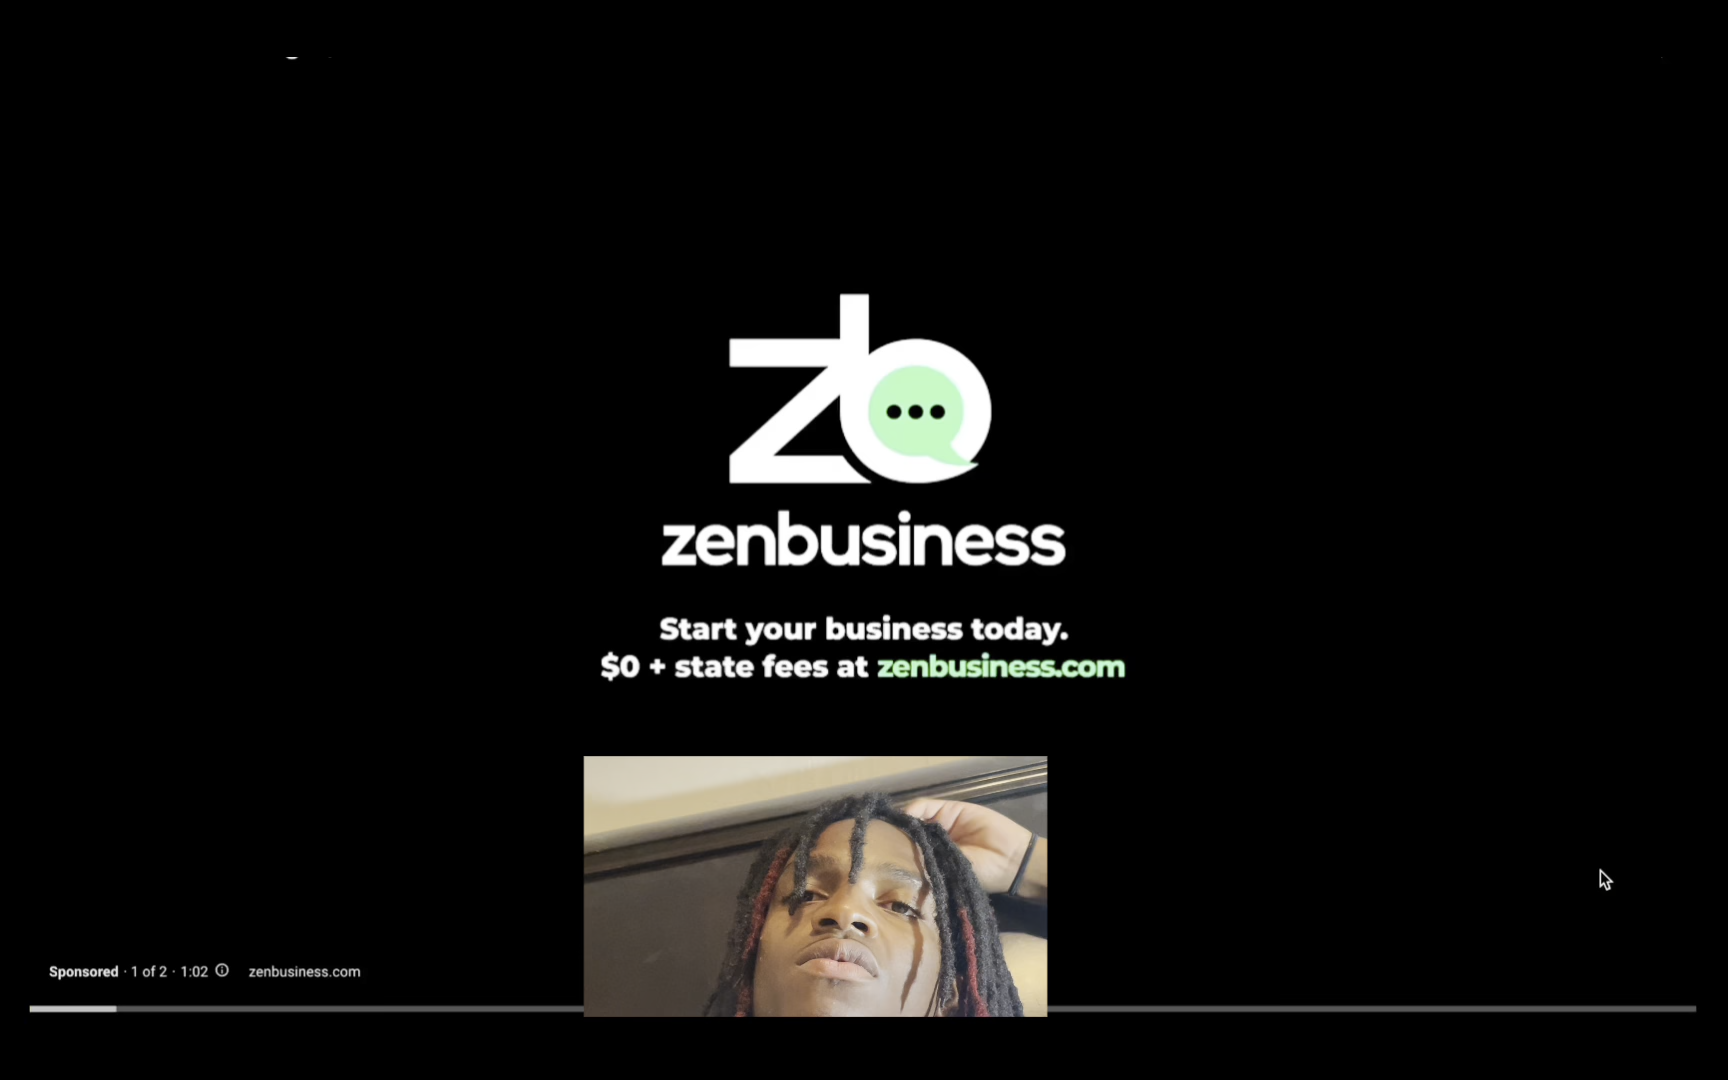 zb
zenbusiness
Start your business today.
$0 + state fees at zenbusiness.com
Sponsored · 1 of 2 · 1:02 zenbusiness.com